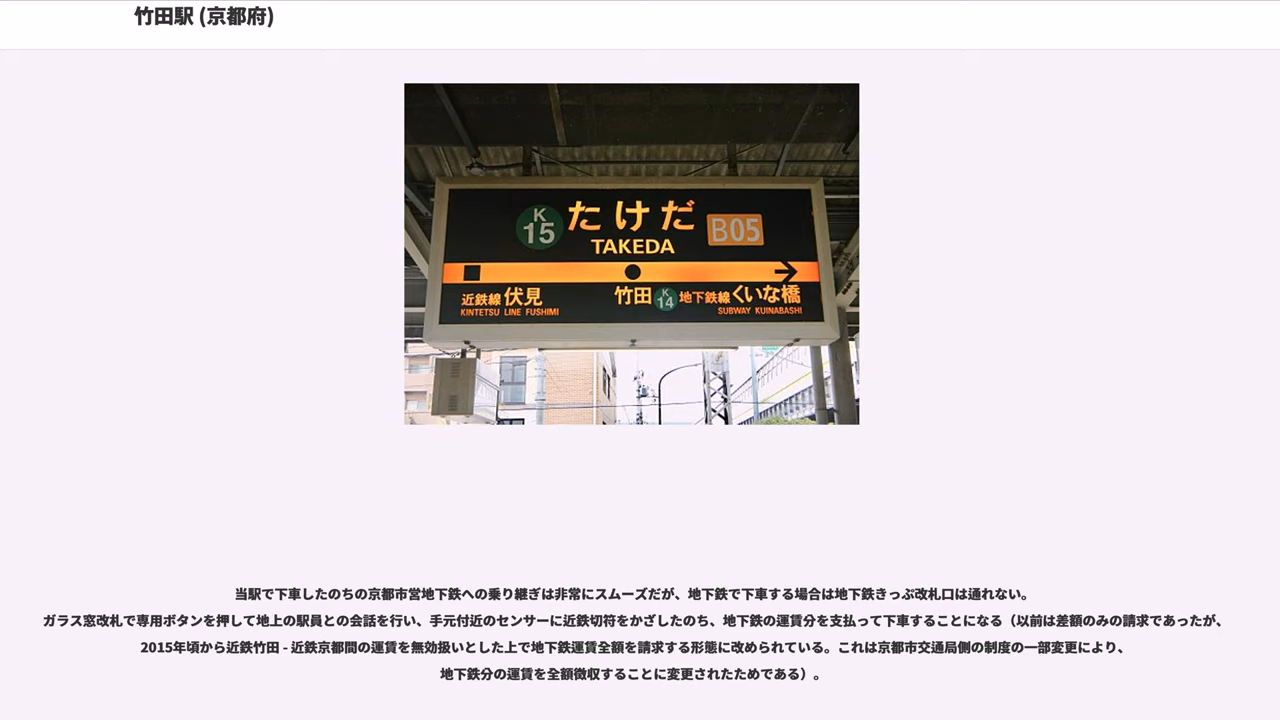 竹田駅 (京都府)
K
15
たけだ
B05
TAKEDA
近鉄線 伏見
KINTETSU LINE FUSHIMI
竹田 K 14 地下鉄線 くいな橋
SUBWAY KUINABASHI
当駅で下車したのちの京都市営地下鉄への乗り継ぎは非常にスムーズだが、地下鉄で下車する場合は地下鉄きっぷ改札口は通れない。
ガラス窓改札で専用ボタンを押して地上の駅員との会話を行い、手元付近のセンサーに近鉄切符をかざしたのち、地下鉄の運賃分を支払って下車することになる（以前は差額のみの請求であったが、
2015年頃から近鉄竹田 - 近鉄京都間の運賃を無効扱いとした上で地下鉄運賃全額を請求する形態に改められている。これは京都市交通局側の制度の一部変更により、
地下鉄分の運賃を全額徴収することに変更されたためである）。